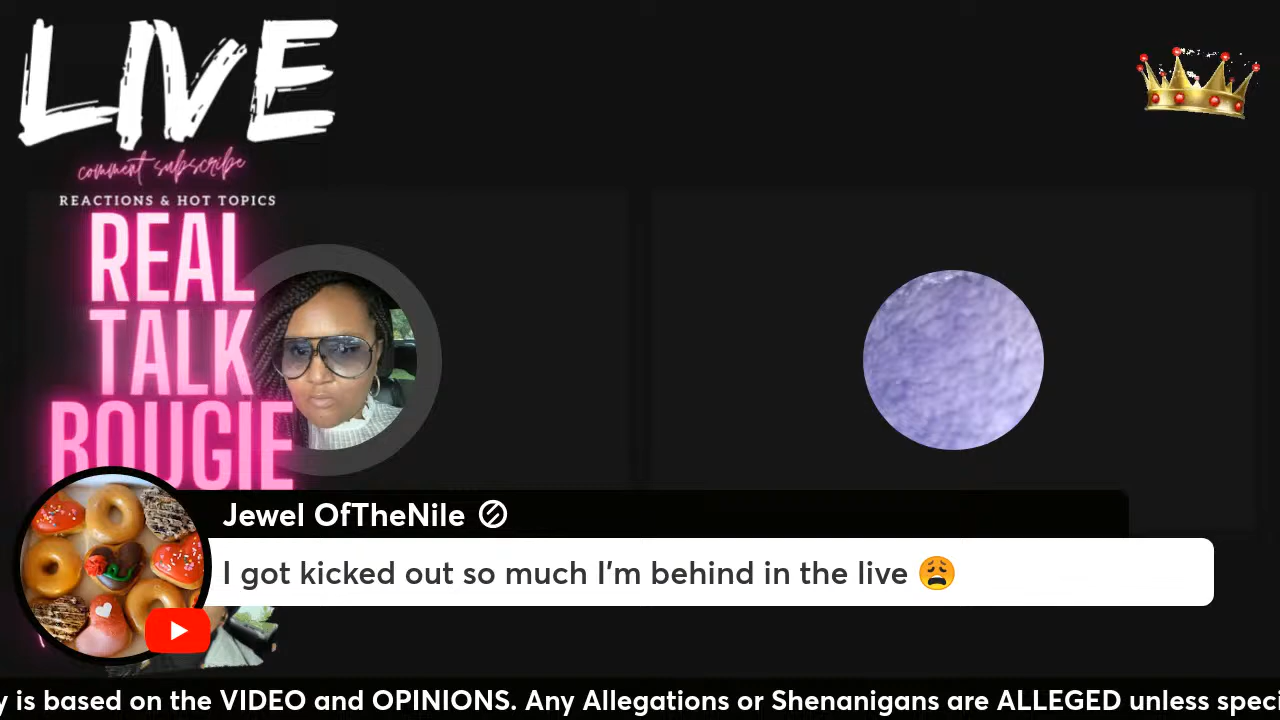 LIVE
comment subscribe
REACTIONS & HOT TOPICS
REAL
TALK
BOUGIE
Jewel OfTheNile
I got kicked out so much I'm behind in the live 😩
y is based on the VIDEO and OPINIONS. Any Allegations or Shenanigans are ALLEGED unless speci